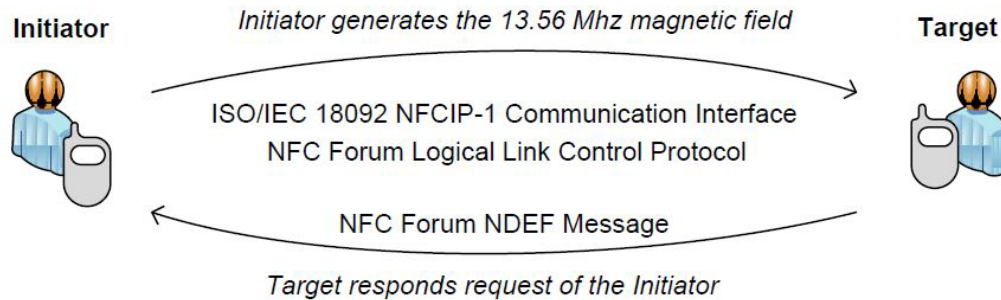 Initiator
Initiator generates the 13.56 Mhz magnetic field
Target
ISO/IEC 18092 NFCIP-1 Communication Interface
NFC Forum Logical Link Control Protocol
NFC Forum NDEF Message
Target responds request of the Initiator